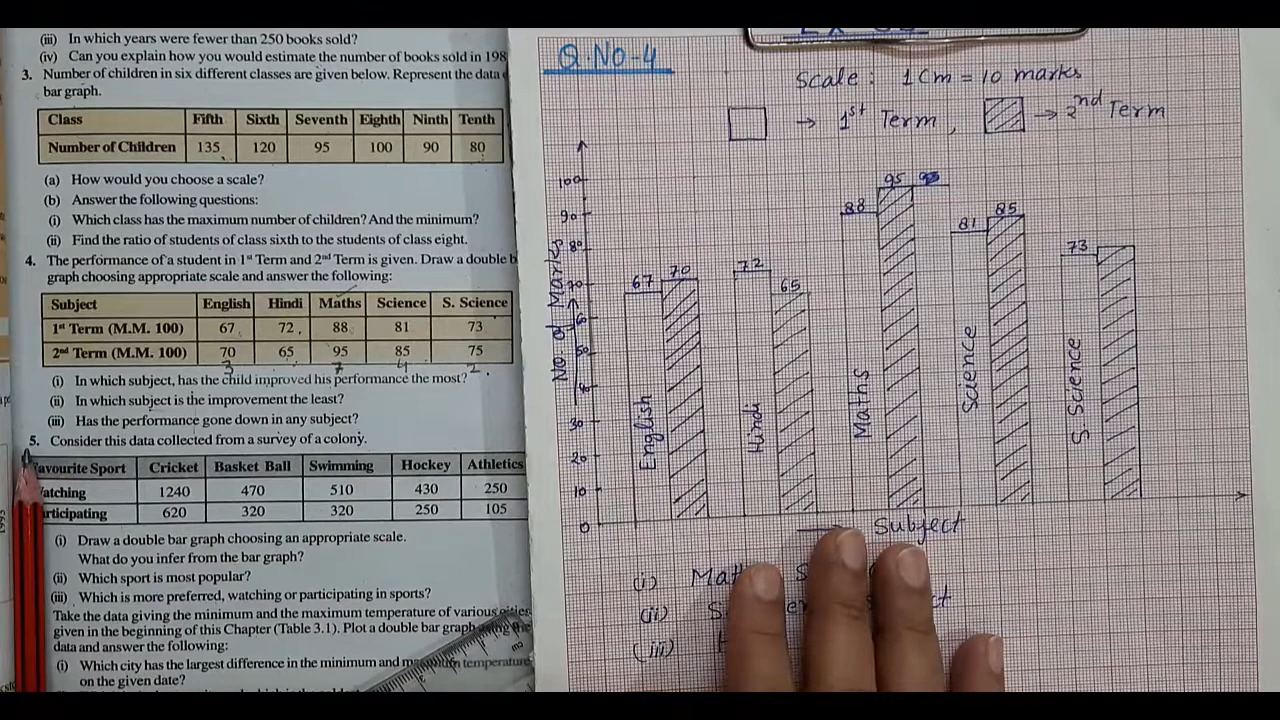 (iii) In which years were fewer than 250 books sold?
(iv) Can you explain how you would estimate the number of books sold in 198
3. Number of children in six different classes are given below. Represent the data
bar graph.
Class Fifth Sixth Seventh Eighth Ninth Tenth
Number of Children 135 120 95 100 90 80
(a) How would you choose a scale?
(b) Answer the following questions:
(i) Which class has the maximum number of children? And the minimum?
(ii) Find the ratio of students of class sixth to the students of class eight.
4. The performance of a student in 1st Term and 2nd Term is given. Draw a double b
graph choosing appropriate scale and answer the following:
Subject English Hindi Maths Science S. Science
1st Term (M.M. 100) 67 72 88 81 73
2nd Term (M.M. 100) 70 65 95 85 75
3 7 4 2
(i) In which subject, has the child improved his performance the most?
(ii) In which subject is the improvement the least?
(iii) Has the performance gone down in any subject?
5. Consider this data collected from a survey of a colony.
avourite Sport Cricket Basket Ball Swimming Hockey Athletics
atching 1240 470 510 430 250
rticipating 620 320 320 250 105
(i) Draw a double bar graph choosing an appropriate scale.
What do you infer from the bar graph?
(ii) Which sport is most popular?
(iii) Which is more preferred, watching or participating in sports?
Take the data giving the minimum and the maximum temperature of various cities
given in the beginning of this Chapter (Table 3.1). Plot a double bar graph
data and answer the following:
(i) Which city has the largest difference in the minimum and temperature
on the given date?
Q.No-4
Scale: 1 Cm = 10 marks
→ 1st Term, → 2nd Term
100
90
80
70
60
50
40
30
20
10
0
No of Marks
67 70 72 65 88 95 81 85 73
English Hindi Maths Science S. Science
→ Subject
(i)
(ii)
(iii)